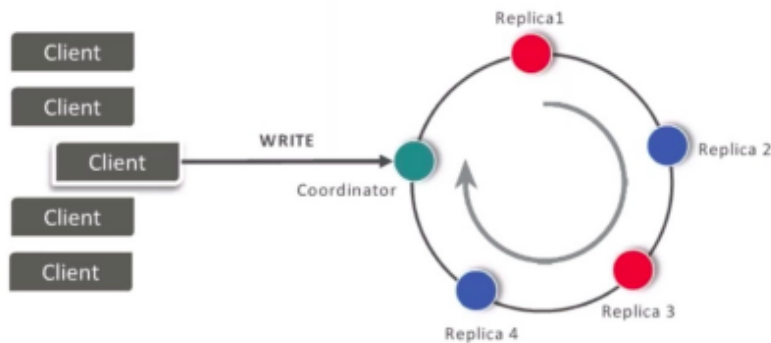 Replica1
Client
Client
Client
WRITE
Replica 2
Coordinator
Client
Client
Replica 3
Replica 4